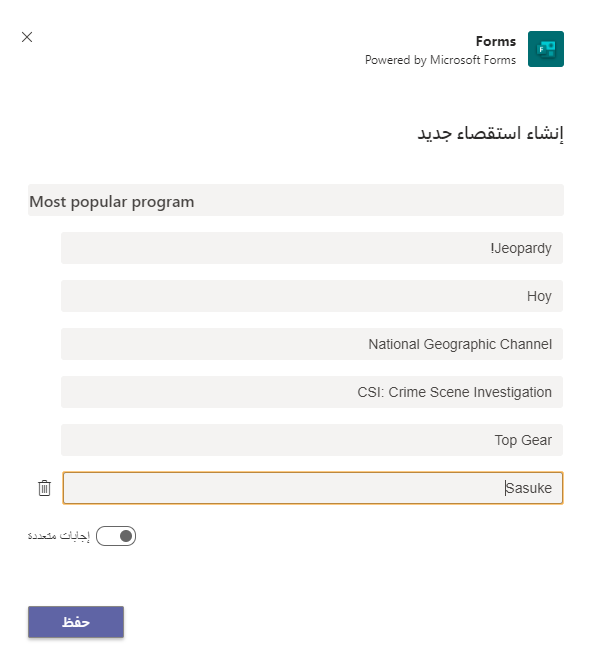 Forms
Powered by Microsoft Forms
إنشاء استقصاء جديد
Most popular program
!Jeopardy
Hoy
National Geographic Channel
CSI: Crime Scene Investigation
Top Gear
Sasuke
إجابات متعددة
حفظ